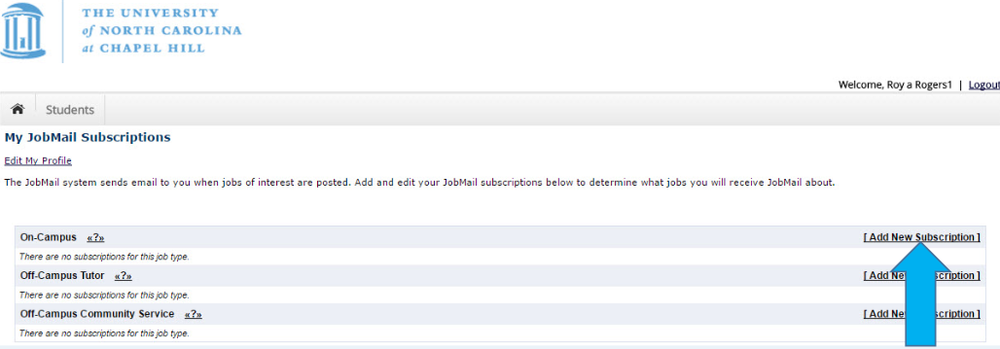 THE UNIVERSITY
of NORTH CAROLINA
at CHAPEL HILL
Welcome, Roy a Rogers1 | Logout
Students
My JobMail Subscriptions
Edit My Profile
The JobMail system sends email to you when jobs of interest are posted. Add and edit your JobMail subscriptions below to determine what jobs you will receive JobMail about.
On-Campus «?» [ Add New Subscription ]
There are no subscriptions for this job type.
Off-Campus Tutor «?» [ Add Ne scription ]
There are no subscriptions for this job type.
Off-Campus Community Service «?» [ Add Ne scription ]
There are no subscriptions for this job type.